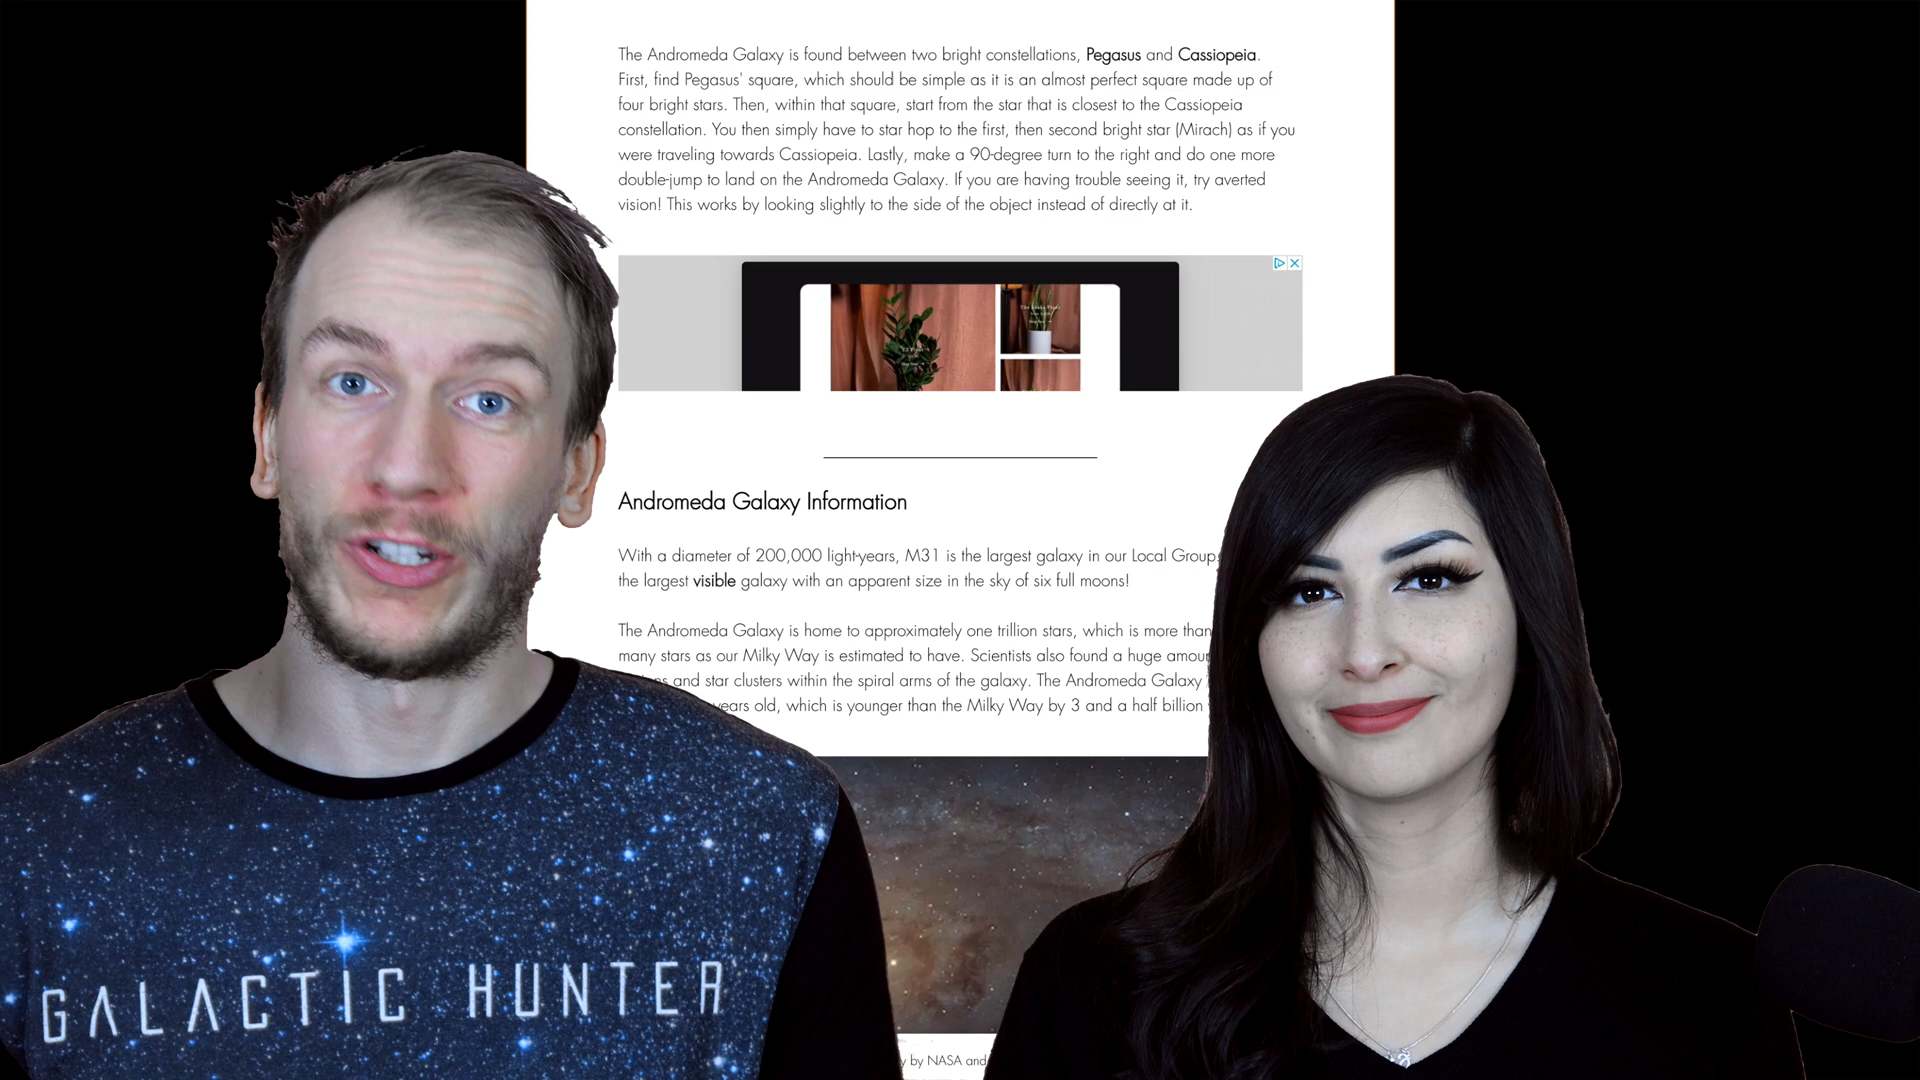 The Andromeda Galaxy is found between two bright constellations, Pegasus and Cassiopeia.
First, find Pegasus' square, which should be simple as it is an almost perfect square made up of
four bright stars. Then, within that square, start from the star that is closest to the Cassiopeia
constellation. You then simply have to star hop to the first, then second bright star (Mirach) as if you
were traveling towards Cassiopeia. Lastly, make a 90-degree turn to the right and do one more
double-jump to land on the Andromeda Galaxy. If you are having trouble seeing it, try averted
vision! This works by looking slightly to the side of the object instead of directly at it.
Andromeda Galaxy Information
With a diameter of 200,000 light-years, M31 is the largest galaxy in our Local Group
the largest visible galaxy with an apparent size in the sky of six full moons!
The Andromeda Galaxy is home to approximately one trillion stars, which is more than
many stars as our Milky Way is estimated to have. Scientists also found a huge
and star clusters within the spiral arms of the galaxy. The Andromeda Galaxy
years old, which is younger than the Milky Way by 3 and a half billion
GALACTIC HUNTER
by NASA and